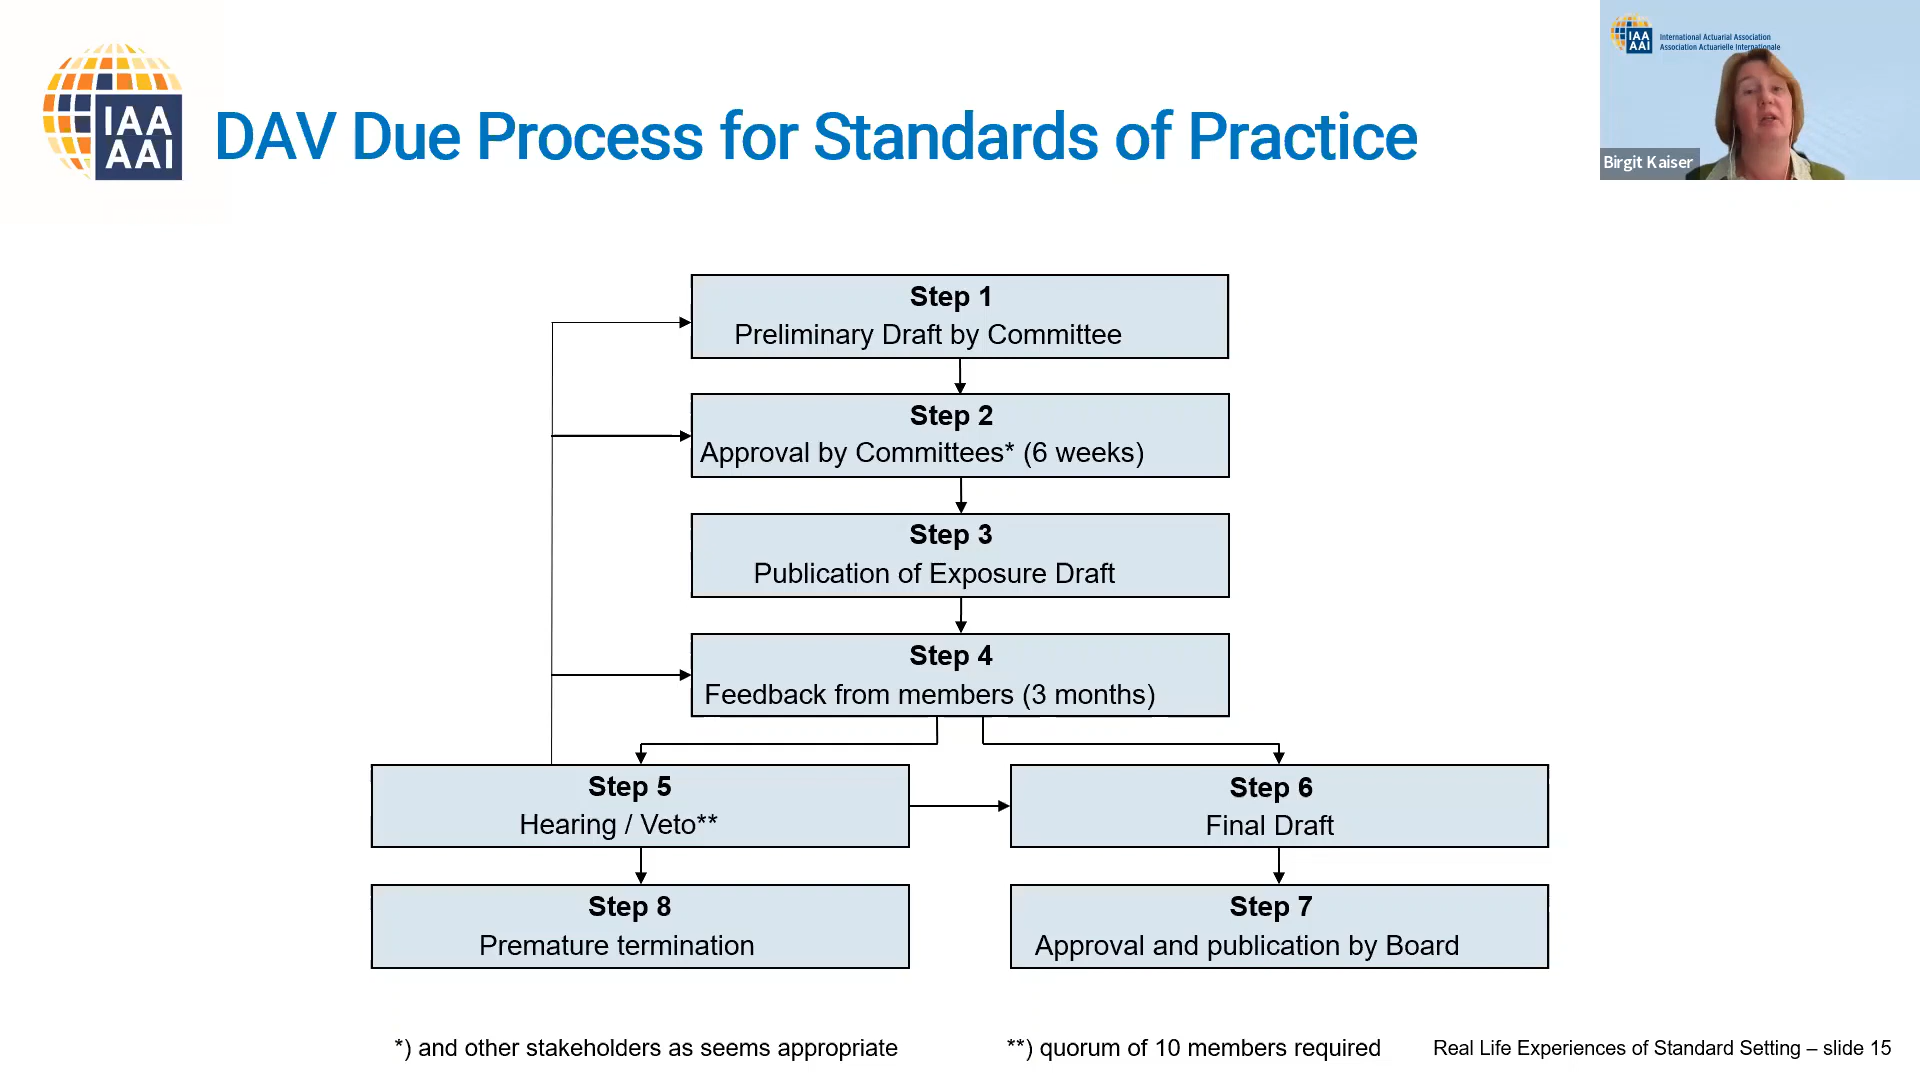 IAA
AAI
DAV Due Process for Standards of Practice
IAA
AAI
International Actuarial Association
Association Actuarielle Internationale
Birgit Kaiser
Step 1
Preliminary Draft by Committee
Step 2
Approval by Committees* (6 weeks)
Step 3
Publication of Exposure Draft
Step 4
Feedback from members (3 months)
Step 5
Hearing / Veto**
Step 6
Final Draft
Step 8
Premature termination
Step 7
Approval and publication by Board
*) and other stakeholders as seems appropriate
**) quorum of 10 members required
Real Life Experiences of Standard Setting – slide 15